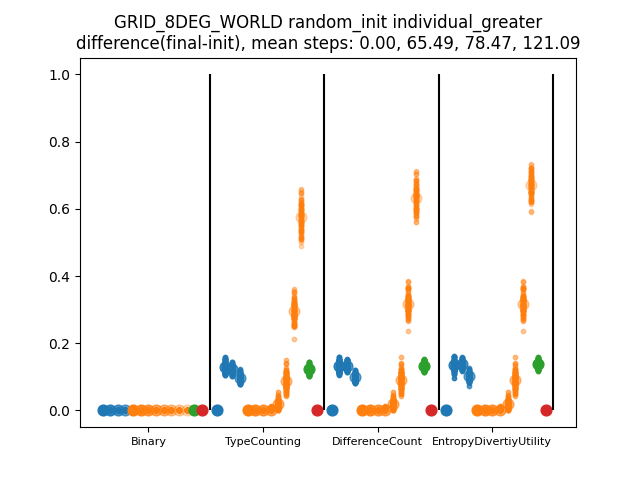 GRID_8DEG_WORLD random_init individual_greater
difference(final-init), mean steps: 0.00, 65.49, 78.47, 121.09
1.0
0.8
0.6
0.4
0.2
0.0
Binary
TypeCounting
DifferenceCount
EntropyDivertiyUtility